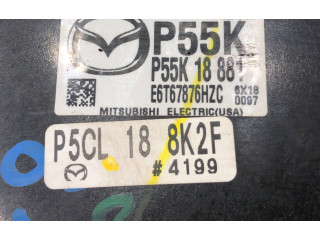 P55K
P55K 18 881
E6T67876HZC
6X18
0097
MITSUBISHI ELECTRIC(USA)
P5CL 18 8K2F
#4199